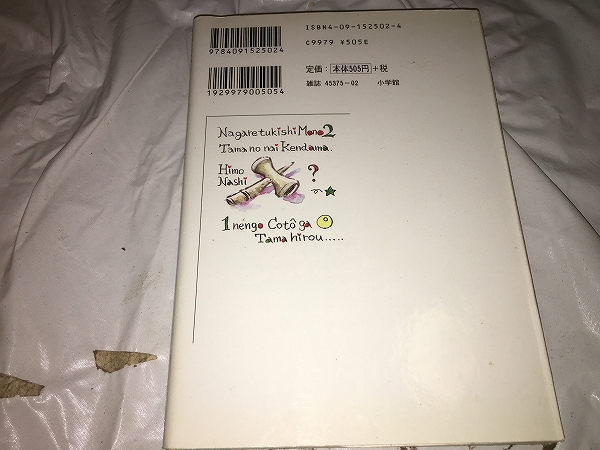 ISBN4-09-152502-4
C9979 ¥505E
9784091525024
定価：本体505円+税
雑誌 45375-02 小学館
1929979005054
Nagaretukishi Mono 2
Tama no nai Kendama.
Himo
Nashi ?
1 nengo Cotô ga
Tama hirou.....